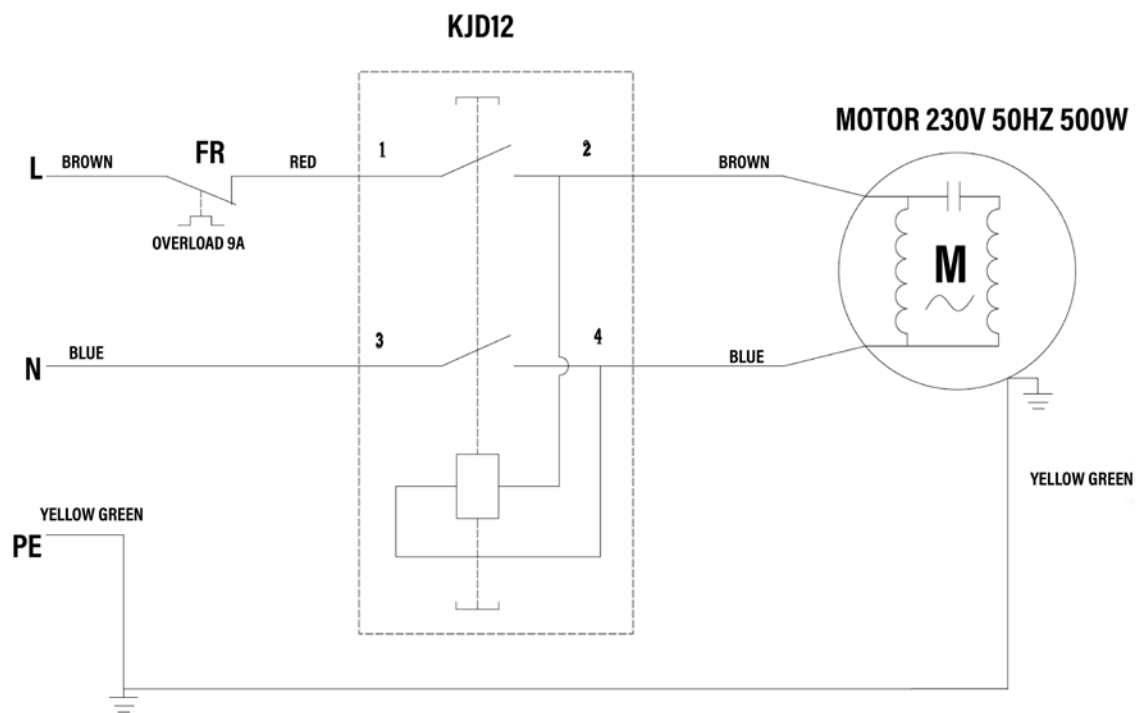 KJD12
MOTOR 230V 50HZ 500W
L
BROWN
FR
RED
1
2
BROWN
OVERLOAD 9A
M
N
BLUE
3
4
BLUE
YELLOW GREEN
YELLOW GREEN
PE